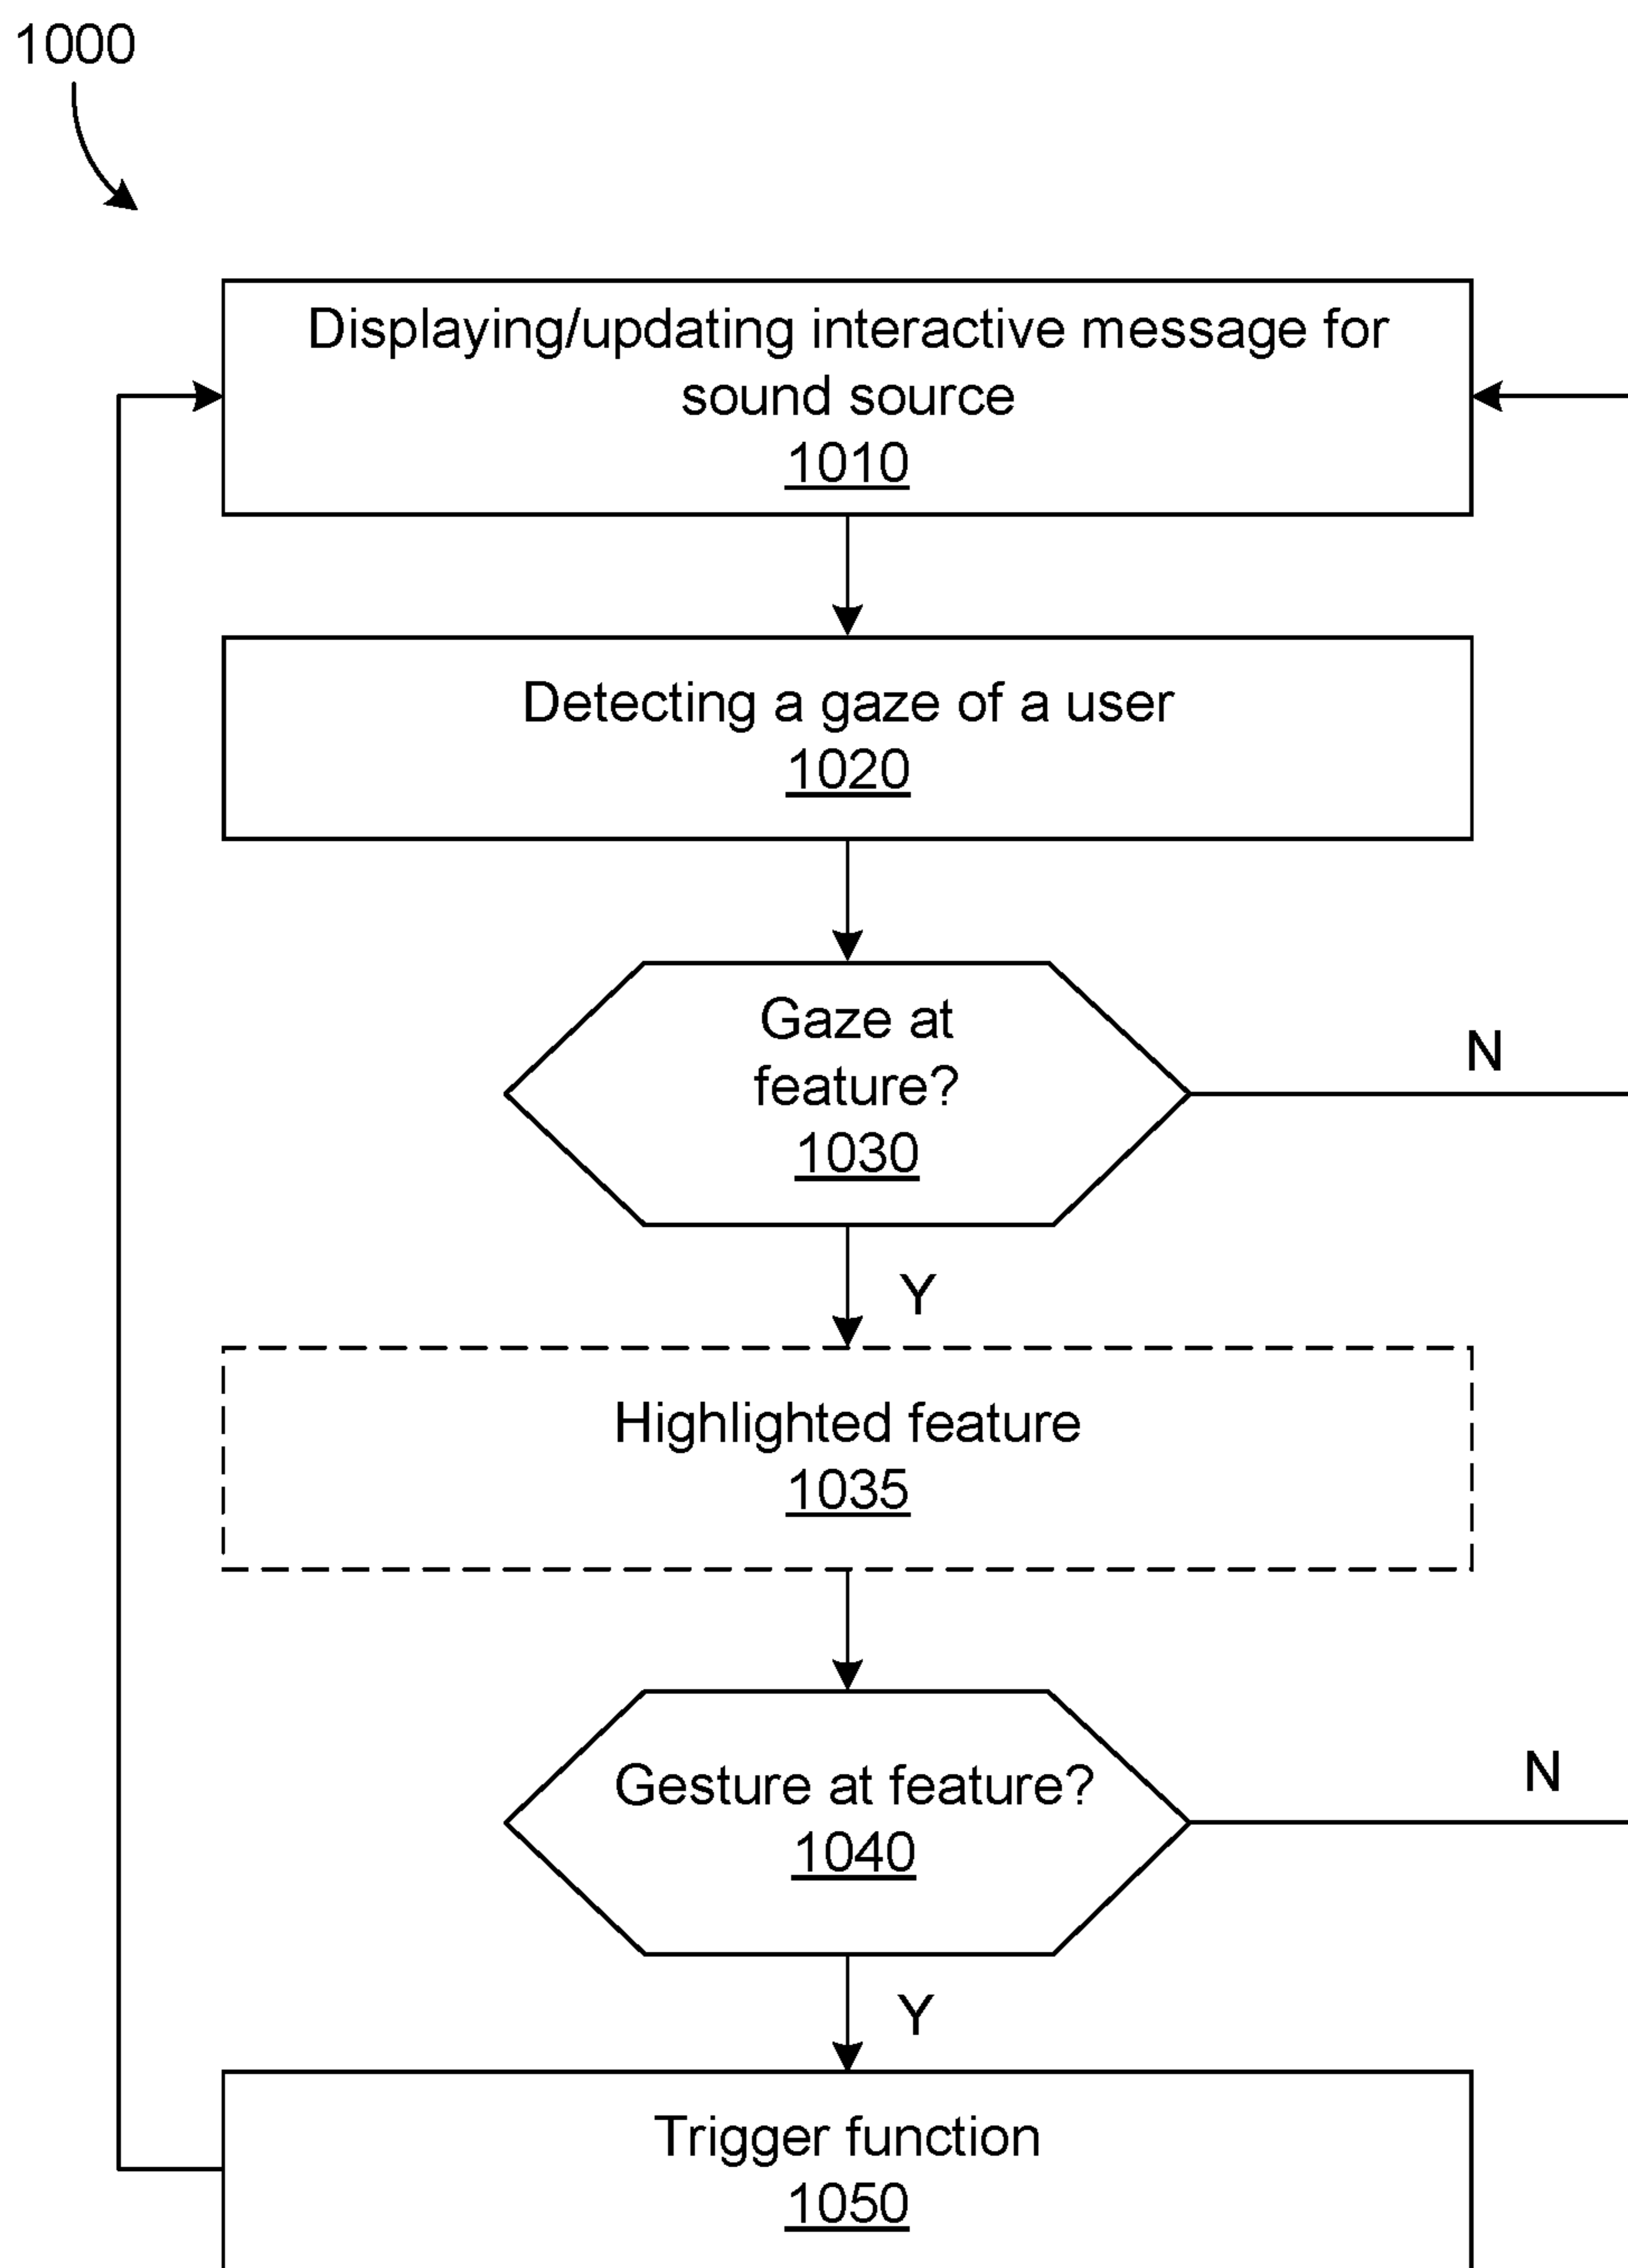 1000
Displaying/updating interactive message for
sound source
1010
Detecting a gaze of a user
1020
Gaze at
feature?
1030
N
Y
Highlighted feature
1035
Gesture at feature?
1040
N
Y
Trigger function
1050